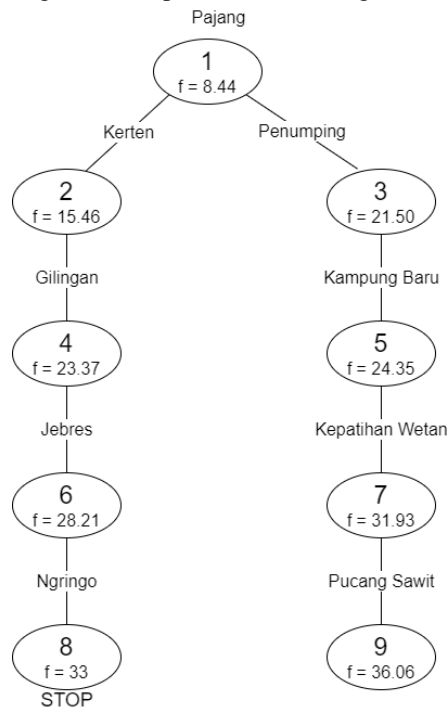 Pajang
1
f = 8.44
Kerten
Penumping
2
f = 15.46
3
f = 21.50
Gilingan
Kampung Baru
4
f = 23.37
5
f = 24.35
Jebres
Kepatihan Wetan
6
f = 28.21
7
f = 31.93
Ngringo
Pucang Sawit
8
f = 33
9
f = 36.06
STOP